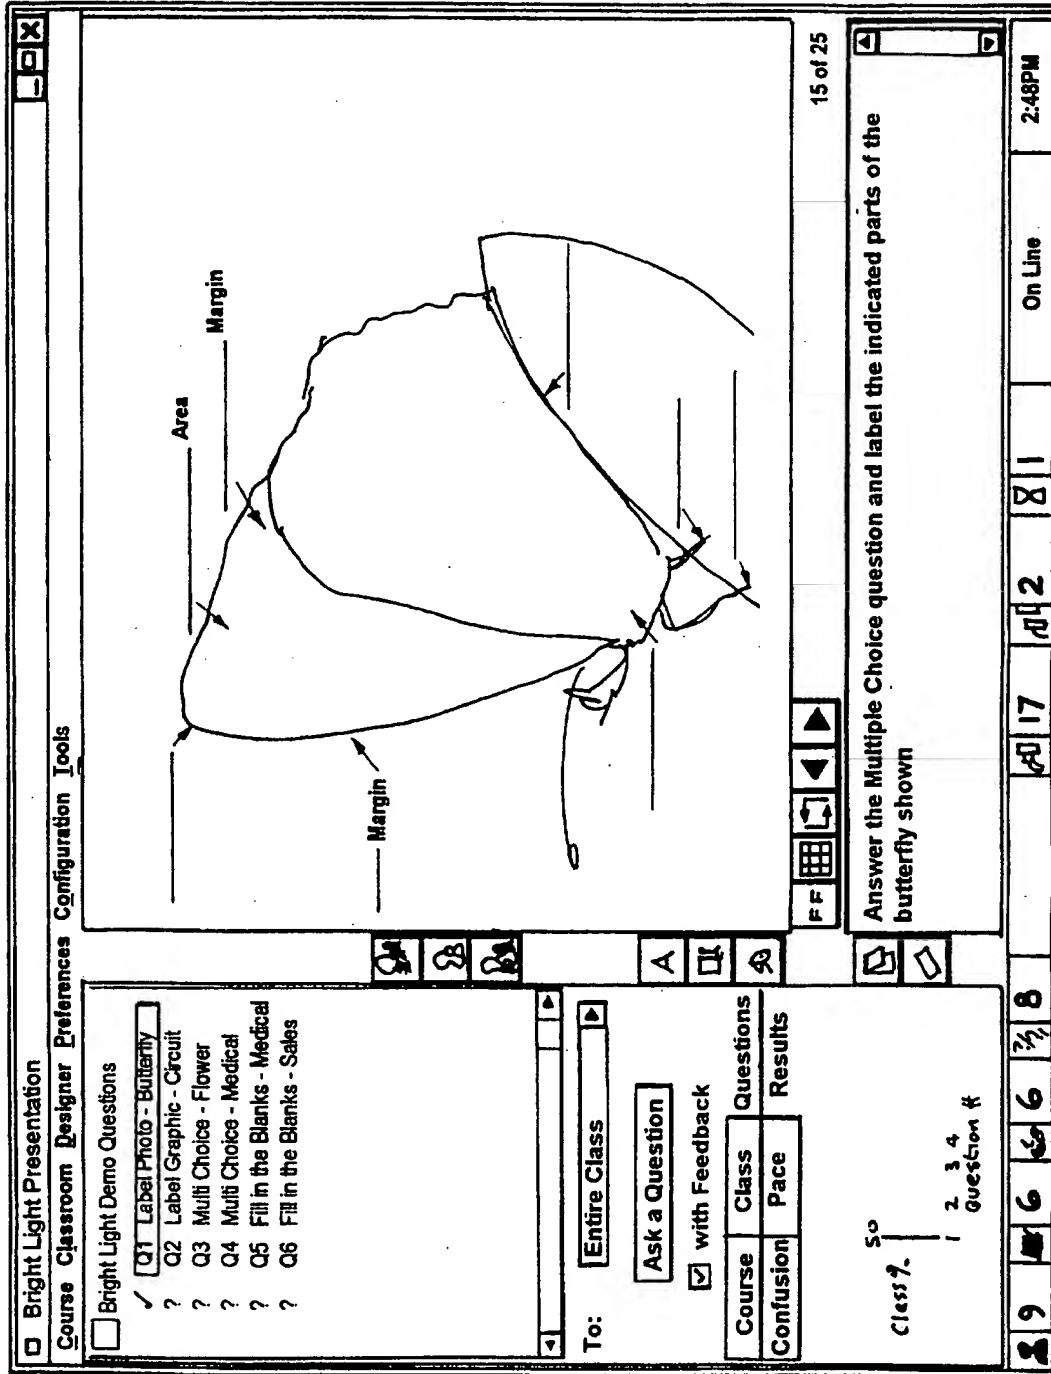 Bright Light Presentation
Course Classroom Designer Preferences Configuration Tools
Bright Light Demo Questions
✓ Q1 Label Photo - Butterfly
? Q2 Label Graphic - Circuit
? Q3 Multi Choice - Flower
? Q4 Multi Choice - Medical
? Q5 Fill in the Blanks - Medical
? Q6 Fill in the Blanks - Sales
To: Entire Class
Ask a Question
with Feedback
Course Class Questions
Confusion Pace Results
Class %
50
1 2 3 4
Question #
A
Area
Margin
Margin
FF
15 of 25
Answer the Multiple Choice question and label the indicated parts of the
butterfly shown
9 6 6 8 17 2 1 On Line 2:48PM